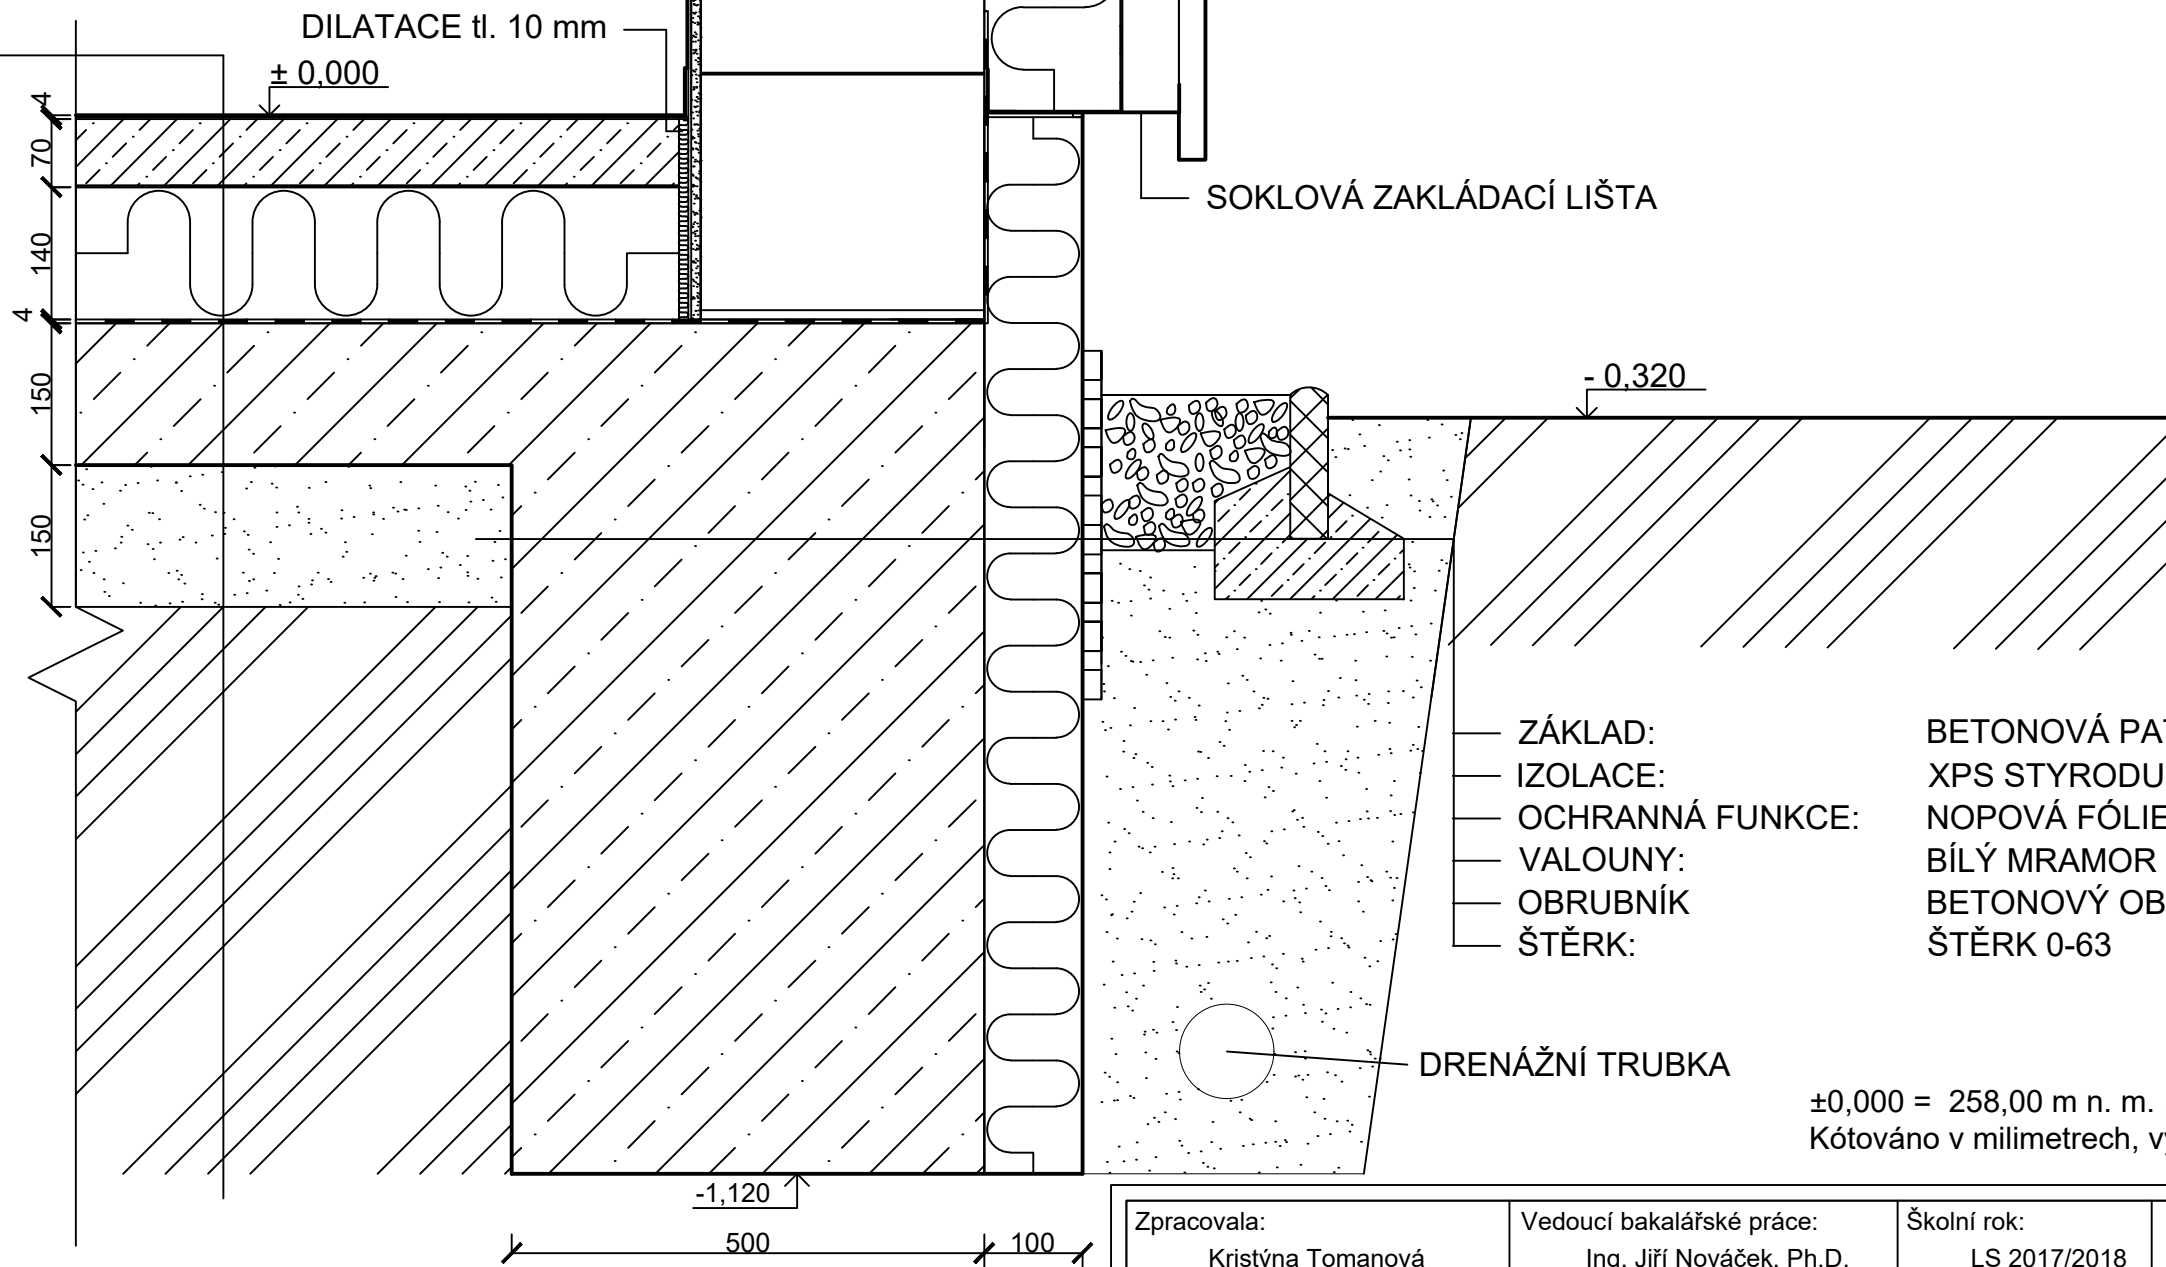 DILATACE tl. 10 mm
± 0,000
4
70
140
4
150
150
SOKLOVÁ ZAKLÁDACÍ LIŠTA
- 0,320
ZÁKLAD: BETONOVÁ
IZOLACE: XPS
OCHRANNÁ FUNKCE: NOPOVÁ FÓLIE
VALOUNY: BÍLÝ MRAMOR
OBRUBNÍK BETONOVÝ
ŠTĚRK: ŠTĚRK 0-63
DRENÁŽNÍ TRUBKA
±0,000 = 258,00 m n. m.
Kótováno v milimetrech,
-1,120
500
100
Zpracovala:
Kristýna Tomanová
Vedoucí bakalářské práce:
Ing. Jiří Nováček, Ph.D.
Školní rok:
LS 2017/2018